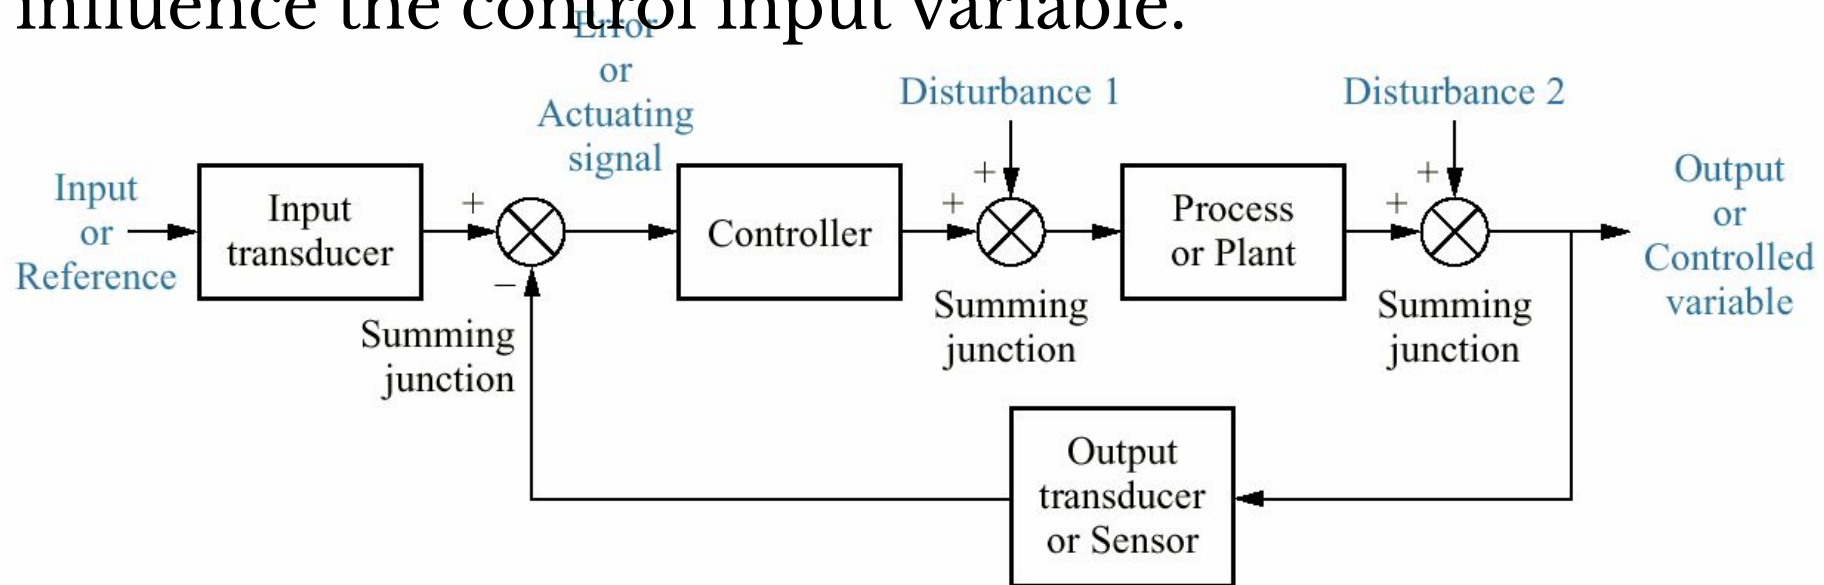 influence the control input variable.
Error
or
Actuating
signal
Disturbance 1
Disturbance 2
Input
or
Reference
Input
transducer
+
−
Summing
junction
Controller
+
+
Summing
junction
Process
or Plant
+
+
Summing
junction
Output
or
Controlled
variable
Output
transducer
or Sensor